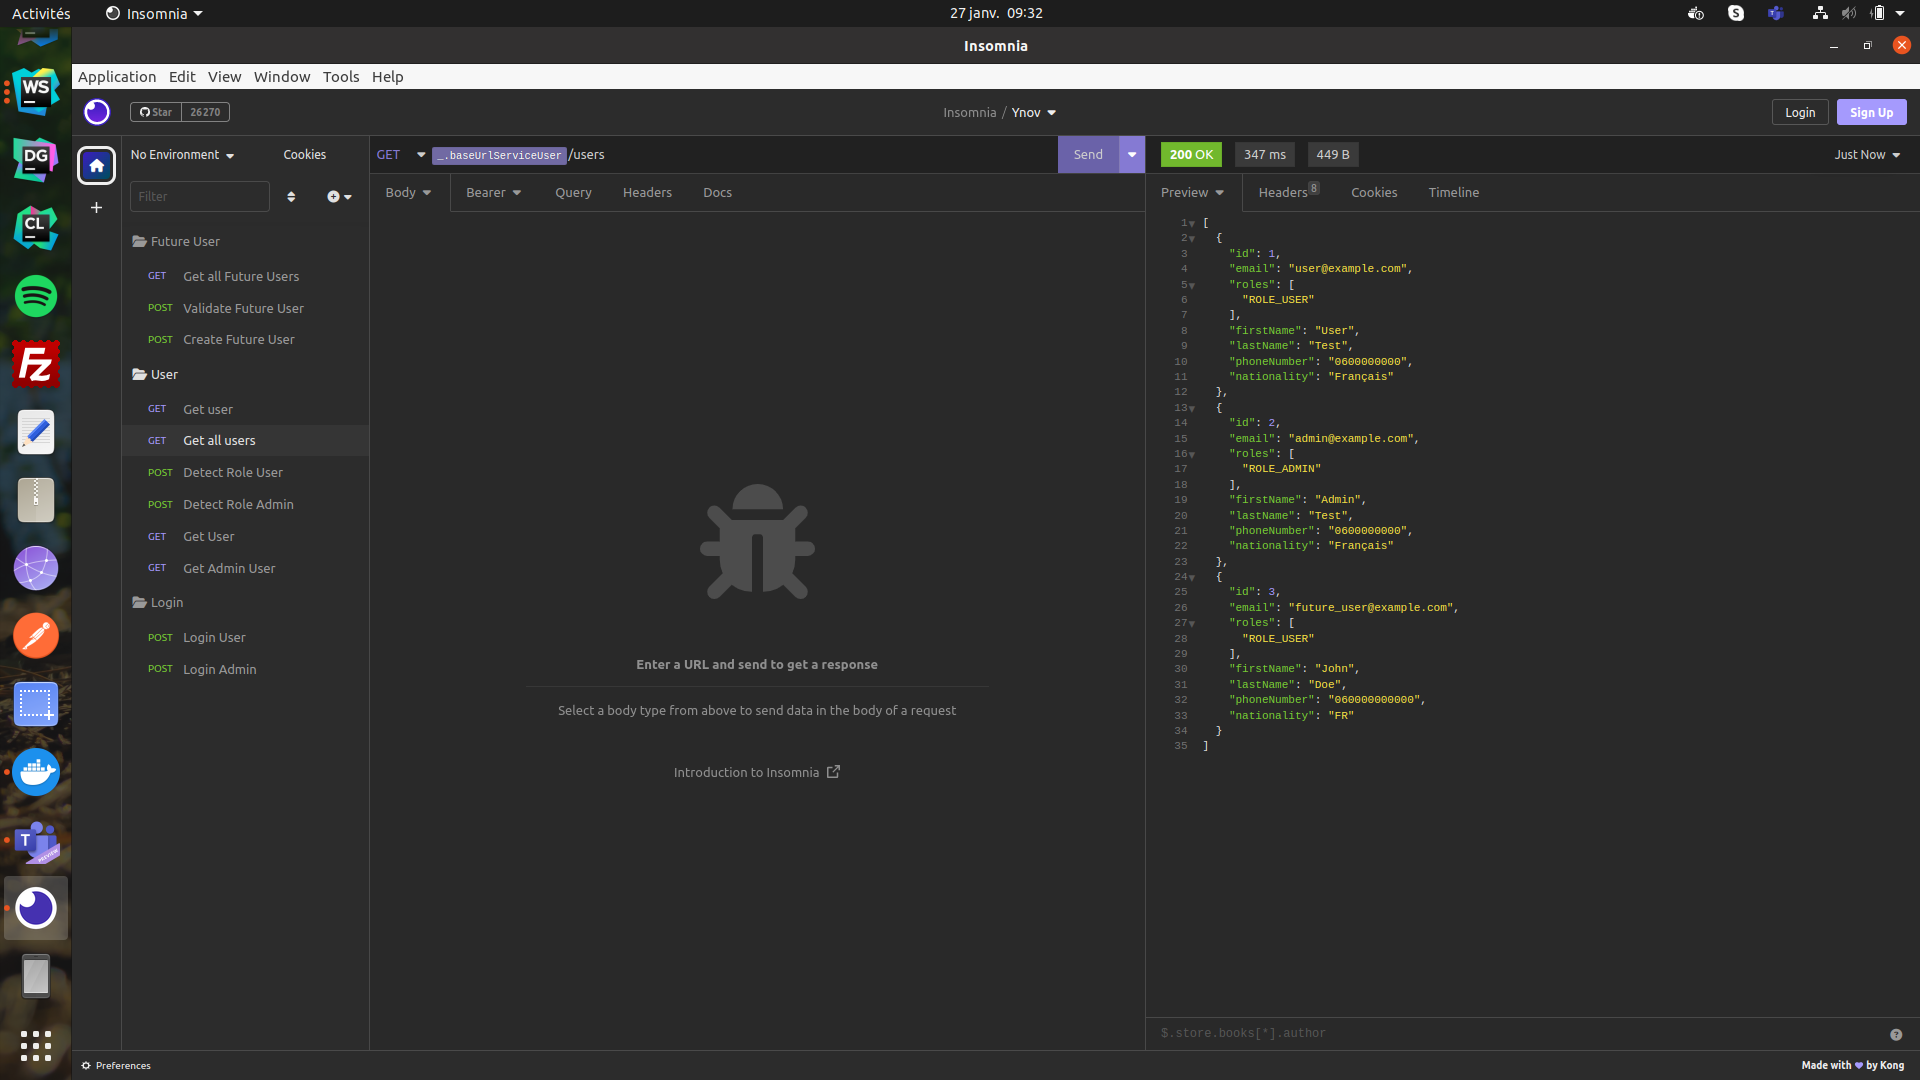 Activités
Insomnia
27 janv. 09:32
Insomnia
Application Edit View Window Tools Help
Star 26270
Insomnia / Ynov
Login
Sign Up
No Environment
Cookies
Filter
Future User
GET Get all Future Users
POST Validate Future User
POST Create Future User
User
GET Get user
GET Get all users
POST Detect Role User
POST Detect Role Admin
GET Get User
GET Get Admin User
Login
POST Login User
POST Login Admin
GET _.baseUrlServiceUser /users
Send
Body
Bearer
Query
Headers
Docs
Enter a URL and send to get a response
Select a body type from above to send data in the body of a request
Introduction to Insomnia
200 OK
347 ms
449 B
Just Now
Preview
Headers 8
Cookies
Timeline
1 [
2 {
3 "id": 1,
4 "email": "user@example.com",
5 "roles": [
6 "ROLE_USER"
7 ],
8 "firstName": "User",
9 "lastName": "Test",
10 "phoneNumber": "0600000000",
11 "nationality": "Français"
12 },
13 {
14 "id": 2,
15 "email": "admin@example.com",
16 "roles": [
17 "ROLE_ADMIN"
18 ],
19 "firstName": "Admin",
20 "lastName": "Test",
21 "phoneNumber": "0600000000",
22 "nationality": "Français"
23 },
24 {
25 "id": 3,
26 "email": "future_user@example.com",
27 "roles": [
28 "ROLE_USER"
29 ],
30 "firstName": "John",
31 "lastName": "Doe",
32 "phoneNumber": "060000000000",
33 "nationality": "FR"
34 }
35 ]
$.store.books[*].author
Preferences
Made with by Kong
WS
DG
CL
Fz
T
PREVIEW
S